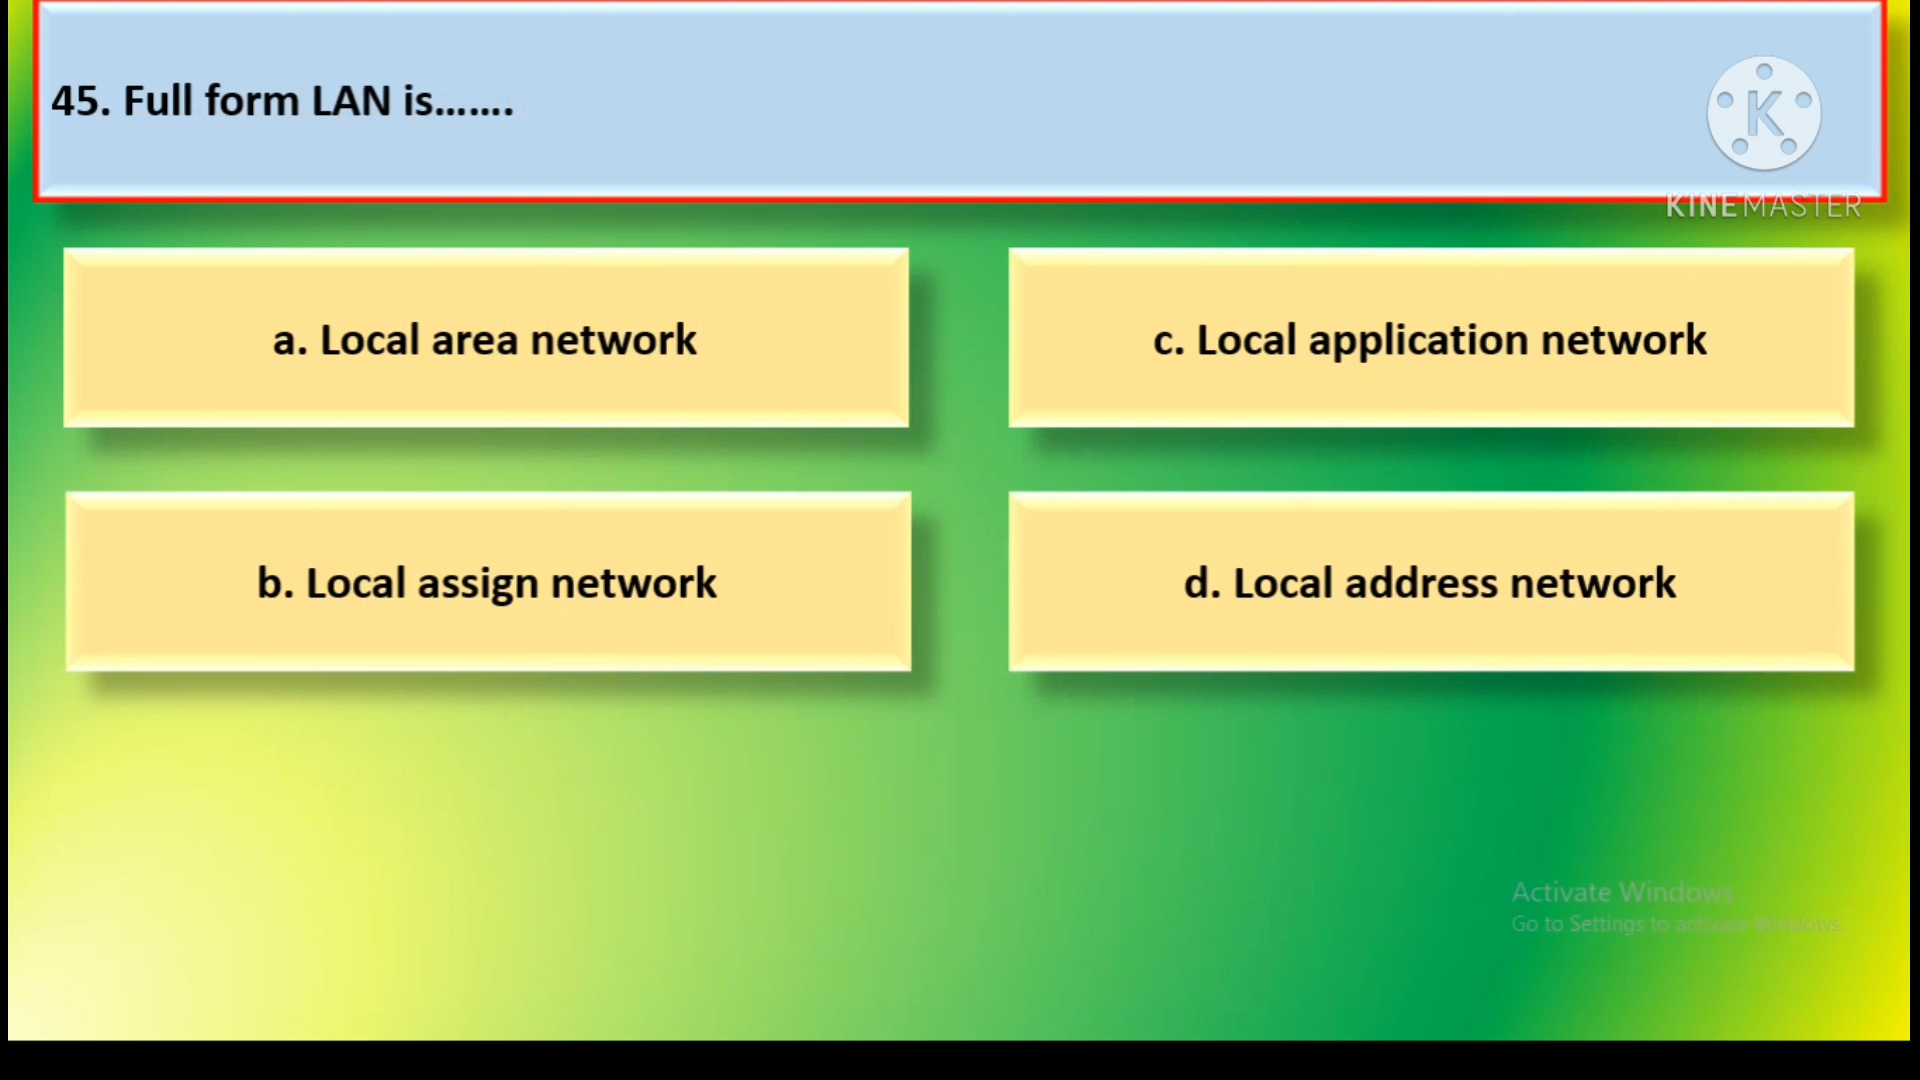 45. Full form LAN is.......
K
KINEMASTER
a. Local area network
c. Local application network
b. Local assign network
d. Local address network
Activate Windows
Go to Settings to activate Windows.